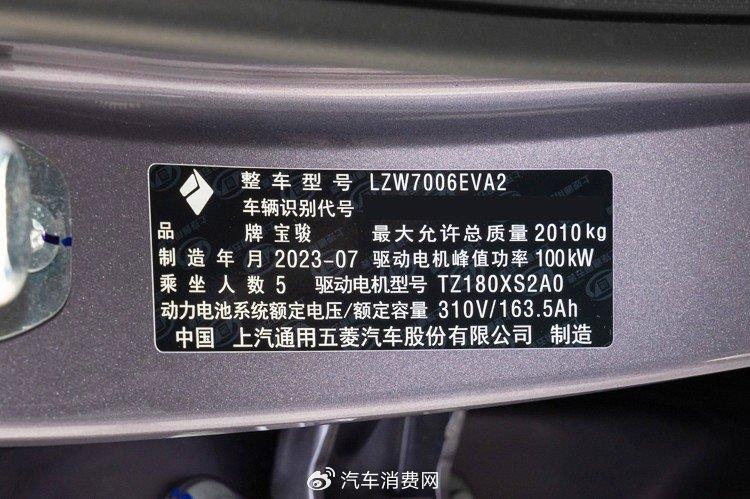 整车型号 LZW7006EVA2
车辆识别代号
品牌 宝骏 最大允许总质量 2010kg
制造年月 2023-07 驱动电机峰值功率 100kW
乘坐人数 5 驱动电机型号 TZ180XS2A0
动力电池系统额定电压/额定容量 310V/163.5Ah
中国 上汽通用五菱汽车股份有限公司 制造
汽车消费网